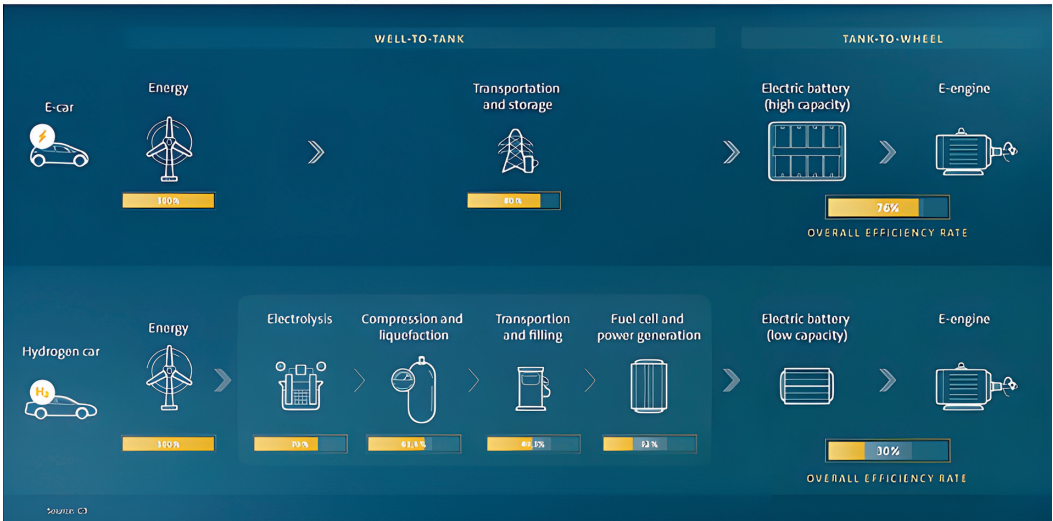 WELL-TO-TANK
TANK-TO-WHEEL
E-car
Energy
Transportation
and storage
Electric battery
(high capacity)
E-engine
100%
76%
OVERALL EFFICIENCY RATE
Hydrogen car
H₂
Energy
Electrolysis
Compression and
liquefaction
Transportion
and filling
Fuel cell and
power generation
Electric battery
(low capacity)
E-engine
100%
30%
OVERALL EFFICIENCY RATE